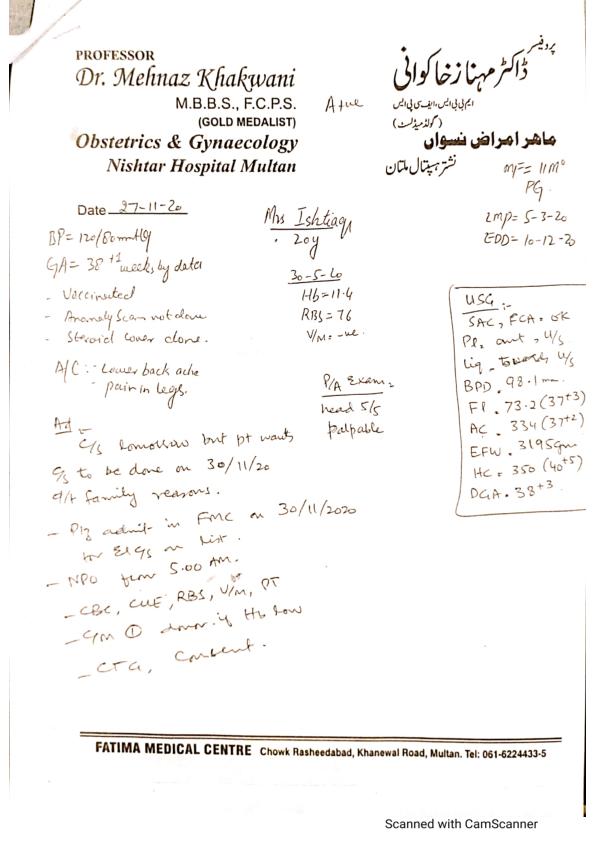 PROFESSOR
Dr. Mehnaz Khakwani
M.B.B.S., F.C.P.S.
(GOLD MEDALIST)
Obstetrics & Gynaecology
Nishtar Hospital Multan
A+ve
پروفیسر
ڈاکٹر مہناز خاکوانی
ایم بی بی ایس، ایف سی پی ایس
(گولڈ میڈلسٹ)
ماہر امراض نسواں
نشتر ہسپتال ملتان
MF = 11 m°
PG
LMP = 5-3-20
EDD = 10-12-20
Date 27-11-20
Mrs Ishtiaq
20y
BP = 120/80 mmHg
GA = 38+1 weeks by dates
- Vaccinated
- Anomaly Scan not done
- Steroid cover done.
30-5-20
Hb = 11.4
RBS = 76
V/M = -ve
A/C :- Lower back ache
pain in legs.
P/A Exam =
head 5/5
palpable
USG :-
SAC, FCA = OK
Pl. ant, U/S
Liq. U/S
BPD . 98.1 mm
FL . 73.2 (37+3)
AC . 334 (37+2)
EFW . 3195gm
HC = 350 (40+5)
DGA . 38+3
Ad -
C/S tomorrow but pt wants
C/S to be done on 30/11/20
d/t family reasons.
- Plz admit in FMC on 30/11/2020
for El C/S on list.
- NPO from 5.00 AM.
- CBC, CUE, RBS, V/M, PT
- C/M ① donor if Hb low
- CTG, Consent.
FATIMA MEDICAL CENTRE Chowk Rasheedabad, Khanewal Road, Multan. Tel: 061-6224433-5
Scanned with CamScanner